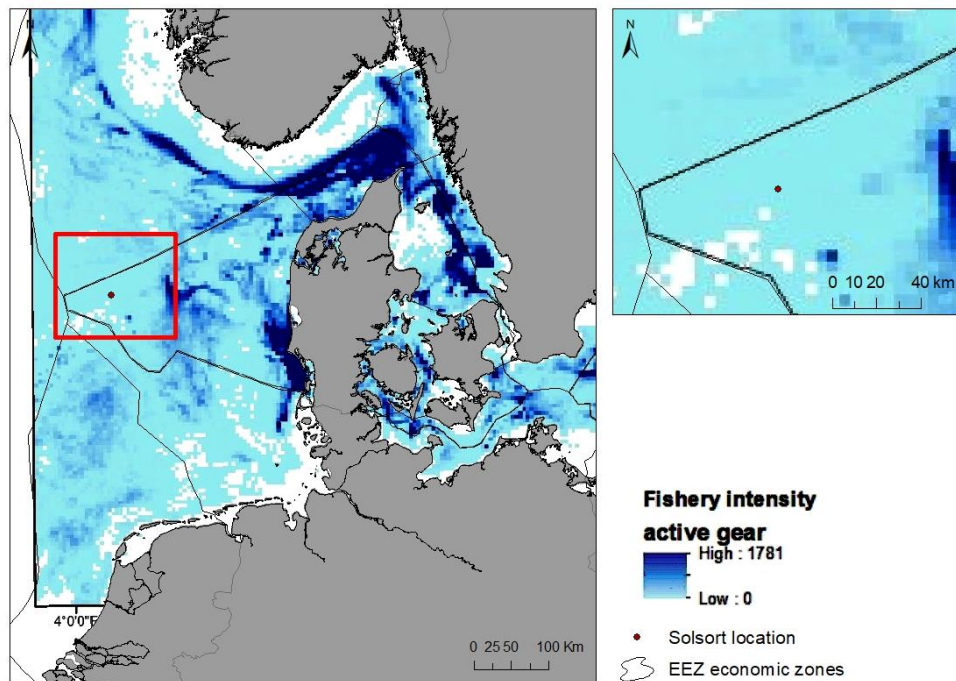 N
4°0'0"E
0 25 50 100 Km
N
0 10 20 40 km
Fishery intensity
active gear
High : 1781
Low : 0
Solsort location
EEZ economic zones